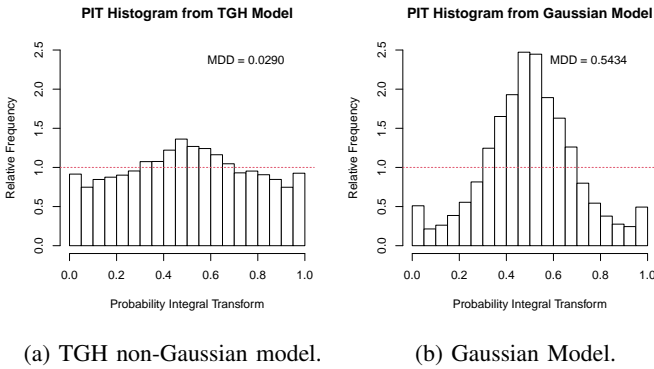 PIT Histogram from TGH Model
MDD = 0.0290
Relative Frequency
2.5
2.0
1.5
1.0
0.5
0.0
0.0 0.2 0.4 0.6 0.8 1.0
Probability Integral Transform
(a) TGH non-Gaussian model.
PIT Histogram from Gaussian Model
MDD = 0.5434
Relative Frequency
2.5
2.0
1.5
1.0
0.5
0.0
0.0 0.2 0.4 0.6 0.8 1.0
Probability Integral Transform
(b) Gaussian Model.